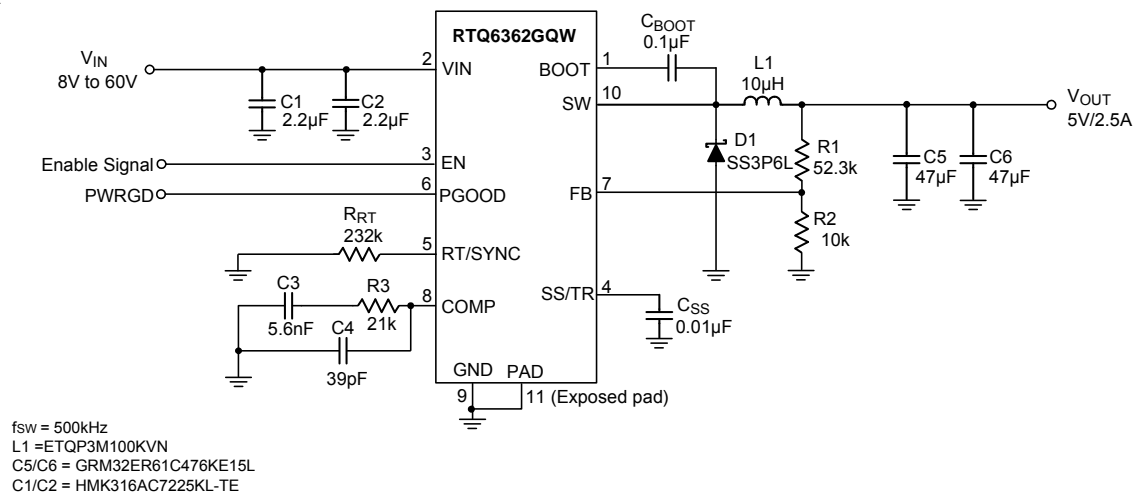 RTQ6362GQW
VIN
8V to 60V
2
VIN
C1
2.2µF
C2
2.2µF
Enable Signal
3
EN
PWRGD
6
PGOOD
RRT
232k
5
RT/SYNC
C3
5.6nF
R3
21k
8
COMP
C4
39pF
BOOT
1
CBOOT
0.1µF
SW
10
L1
10µH
VOUT
5V/2.5A
D1
SS3P6L
R1
52.3k
C5
47µF
C6
47µF
FB
7
R2
10k
SS/TR
4
CSS
0.01µF
GND
PAD
9
11 (Exposed pad)
fSW = 500kHz
L1 =ETQP3M100KVN
C5/C6 = GRM32ER61C476KE15L
C1/C2 = HMK316AC7225KL-TE